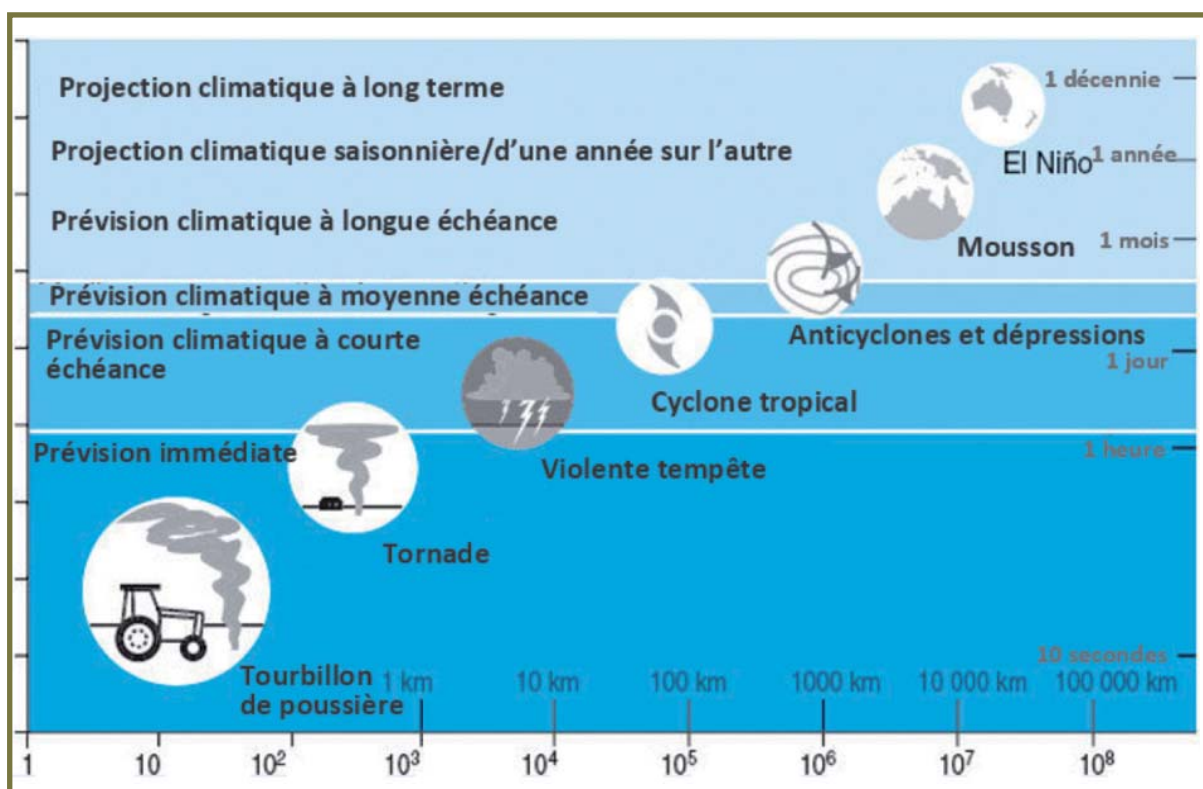 Projection climatique à long terme
1 décennie
Projection climatique saisonnière/d'une année sur l'autre
El Niño
1 année
Prévision climatique à longue échéance
Mousson
1 mois
Prévision climatique à moyenne échéance
Anticyclones et dépressions
Prévision climatique à courte
échéance
1 jour
Cyclone tropical
Prévision immédiate
1 heure
Violente tempête
Tornade
10 secondes
Tourbillon
de poussière
1 km
10 km
100 km
1000 km
10 000 km
100 000 km
1
10
10²
10³
10⁴
10⁵
10⁶
10⁷
10⁸